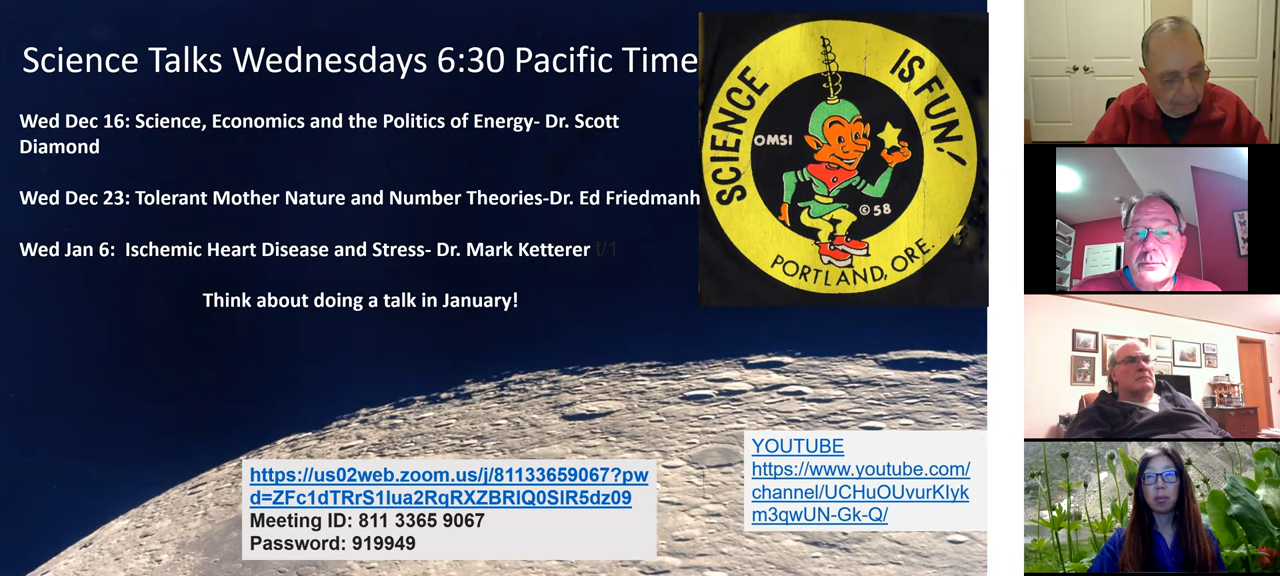 Science Talks Wednesdays 6:30 Pacific Time
Wed Dec 16: Science, Economics and the Politics of Energy- Dr. Scott
Diamond
Wed Dec 23: Tolerant Mother Nature and Number Theories-Dr. Ed Friedmanh
Wed Jan 6:  Ischemic Heart Disease and Stress- Dr. Mark Ketterer t/1
Think about doing a talk in January!
SCIENCE IS FUN!
OMSI
©58
PORTLAND, ORE.
https://us02web.zoom.us/j/81133659067?pw
d=ZFc1dTRrS1lua2RqRXZBRlQ0SlR5dz09
Meeting ID: 811 3365 9067
Password: 919949
YOUTUBE
https://www.youtube.com/
channel/UCHuOUvurKIyk
m3qwUN-Gk-Q/